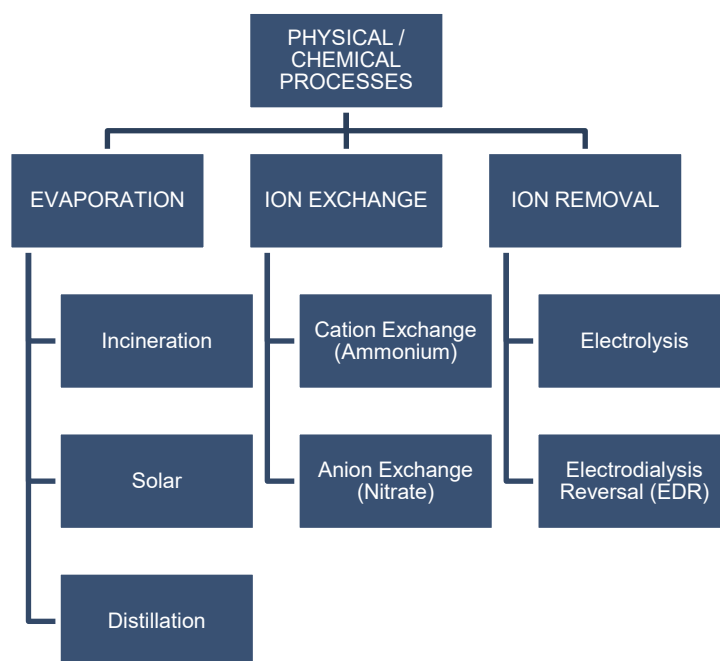 PHYSICAL /
CHEMICAL
PROCESSES
EVAPORATION
ION EXCHANGE
ION REMOVAL
Incineration
Cation Exchange
(Ammonium)
Electrolysis
Solar
Anion Exchange
(Nitrate)
Electrodialysis
Reversal (EDR)
Distillation